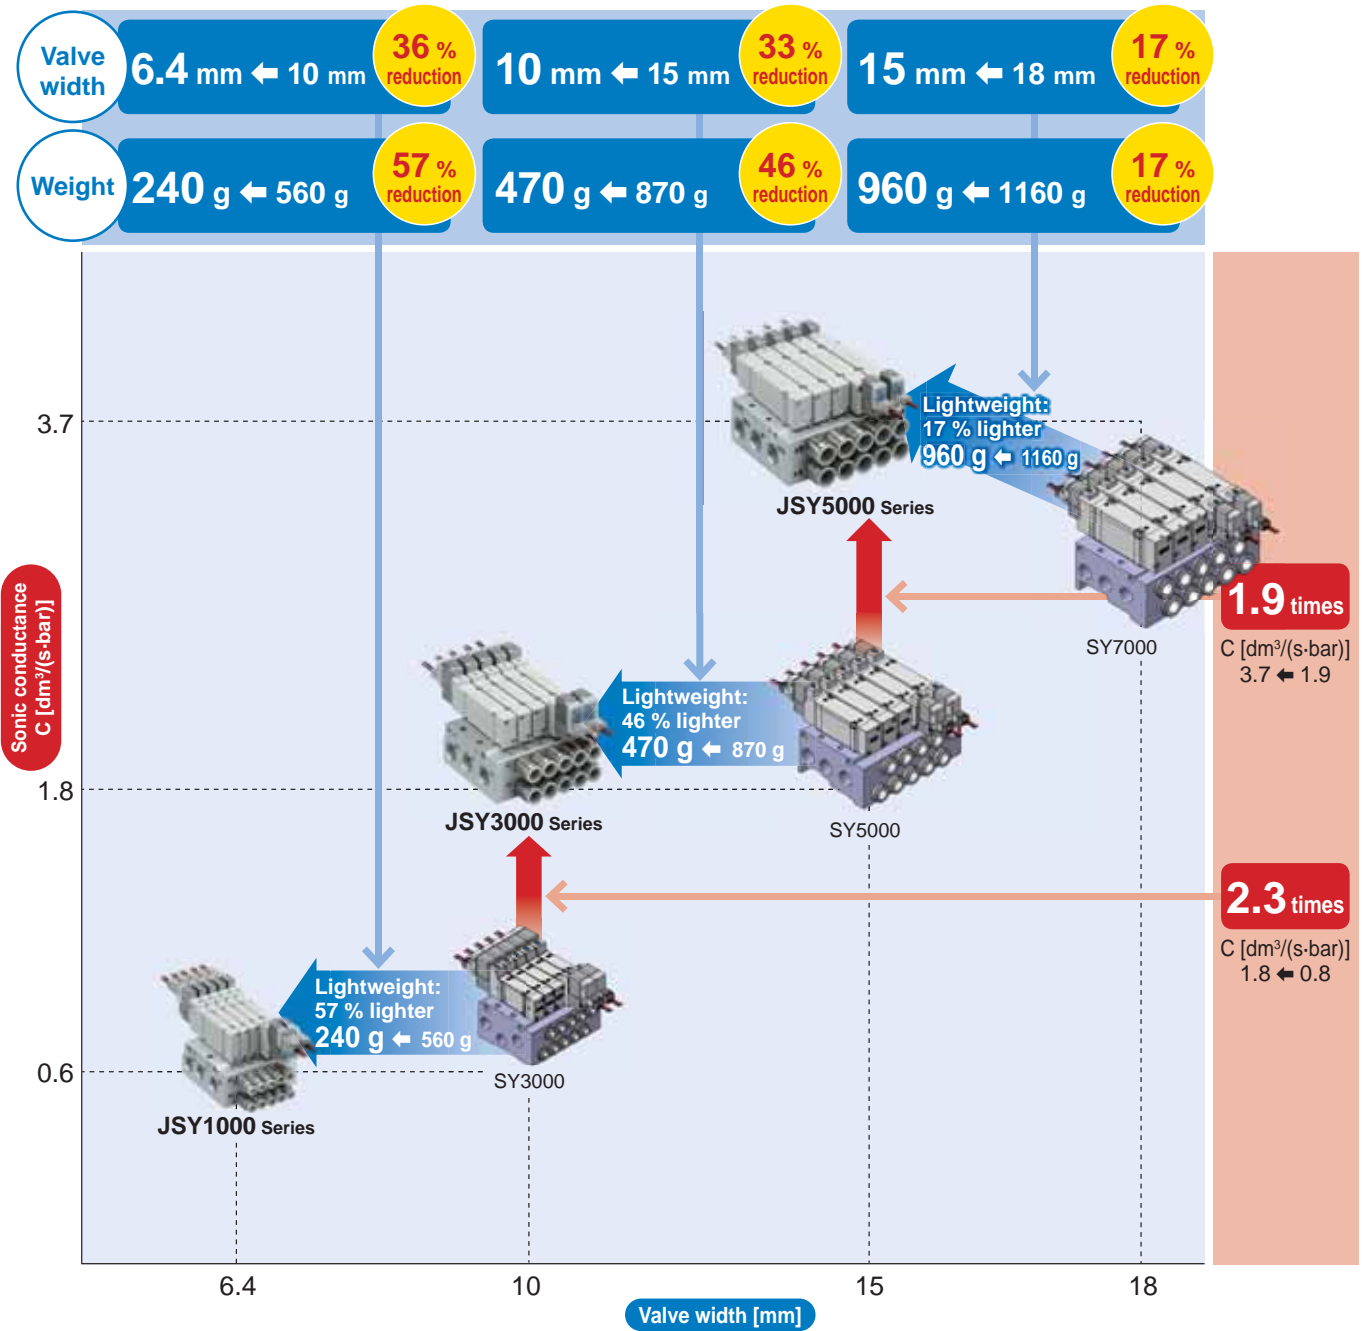 Valve
width
6.4 mm ← 10 mm
36 %
reduction
10 mm ← 15 mm
33 %
reduction
15 mm ← 18 mm
17 %
reduction
Weight
240 g ← 560 g
57 %
reduction
470 g ← 870 g
46 %
reduction
960 g ← 1160 g
17 %
reduction
3.7
Lightweight:
17 % lighter
960 g ← 1160 g
JSY5000 Series
SY7000
1.9 times
C [dm³/(s·bar)]
3.7 ← 1.9
Sonic conductance
C [dm³/(s·bar)]
Lightweight:
46 % lighter
470 g ← 870 g
1.8
JSY3000 Series
SY5000
2.3 times
C [dm³/(s·bar)]
1.8 ← 0.8
Lightweight:
57 % lighter
240 g ← 560 g
0.6
SY3000
JSY1000 Series
6.4
10
15
18
Valve width [mm]